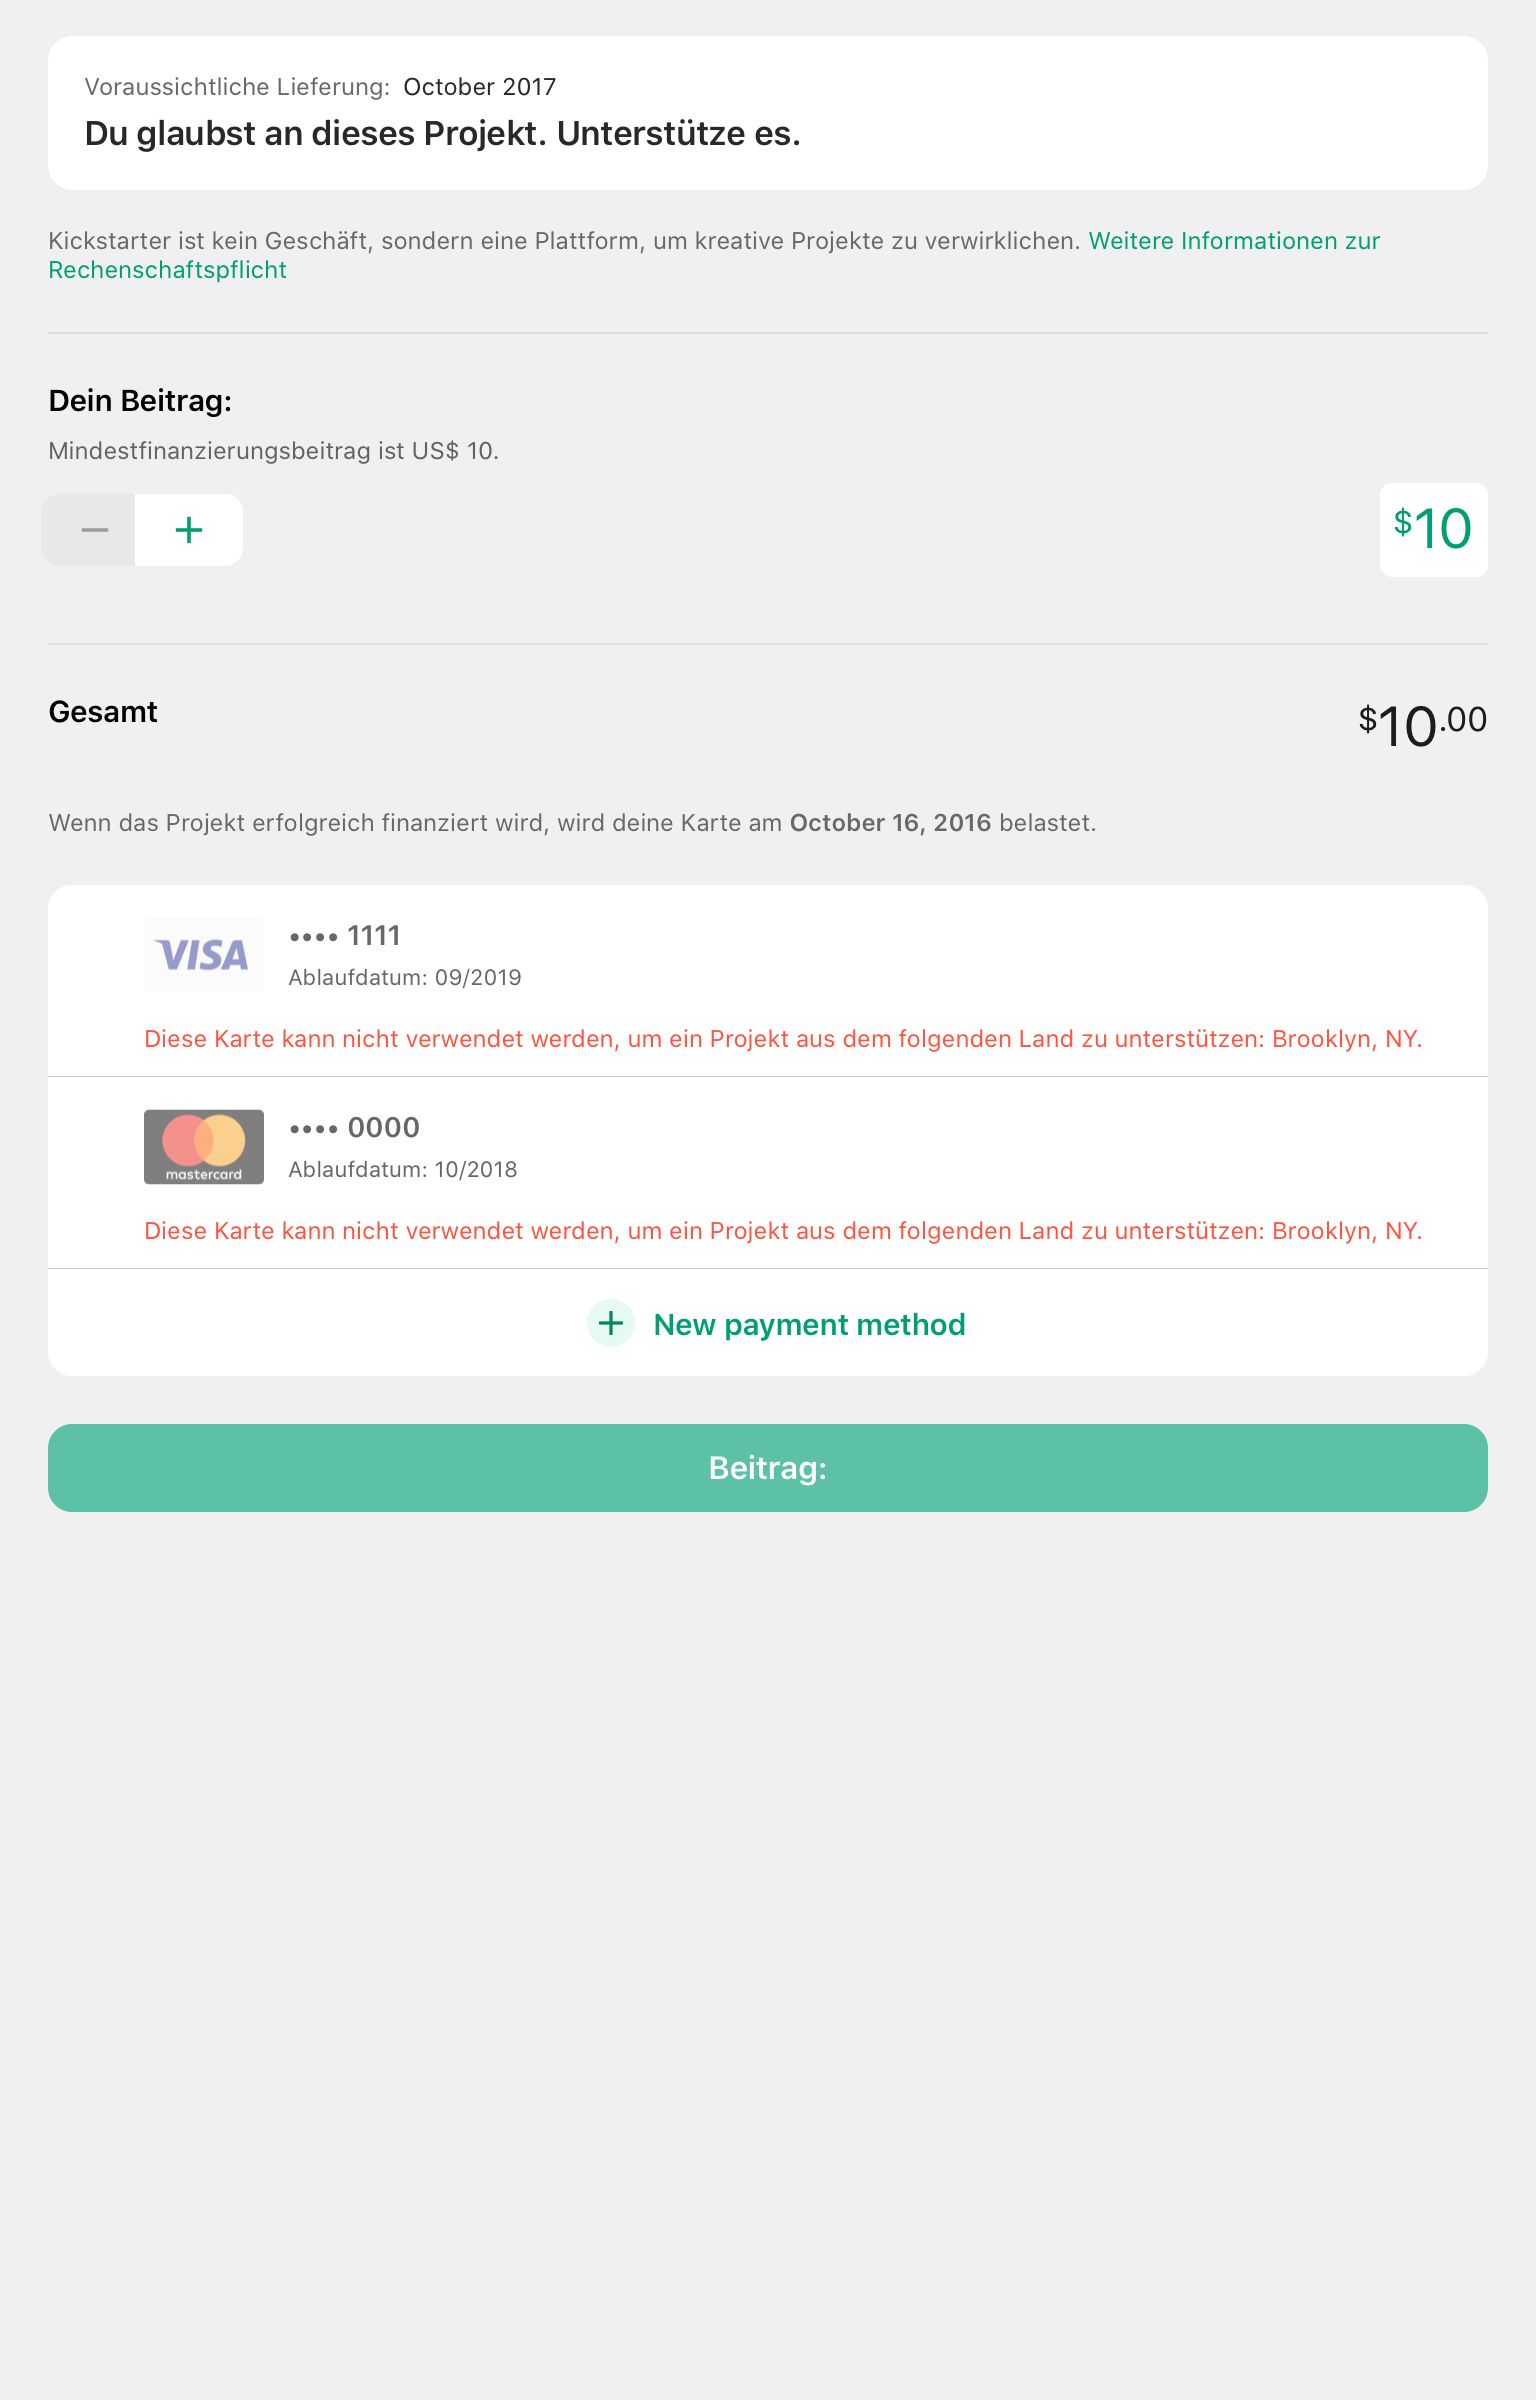 Voraussichtliche Lieferung: October 2017
Du glaubst an dieses Projekt. Unterstütze es.
Kickstarter ist kein Geschäft, sondern eine Plattform, um kreative Projekte zu verwirklichen. Weitere Informationen zur
Rechenschaftspflicht
Dein Beitrag:
Mindestfinanzierungsbeitrag ist US$ 10.
− +
$10
Gesamt
$10.00
Wenn das Projekt erfolgreich finanziert wird, wird deine Karte am October 16, 2016 belastet.
VISA
•••• 1111
Ablaufdatum: 09/2019
Diese Karte kann nicht verwendet werden, um ein Projekt aus dem folgenden Land zu unterstützen: Brooklyn, NY.
mastercard
•••• 0000
Ablaufdatum: 10/2018
Diese Karte kann nicht verwendet werden, um ein Projekt aus dem folgenden Land zu unterstützen: Brooklyn, NY.
+ New payment method
Beitrag: